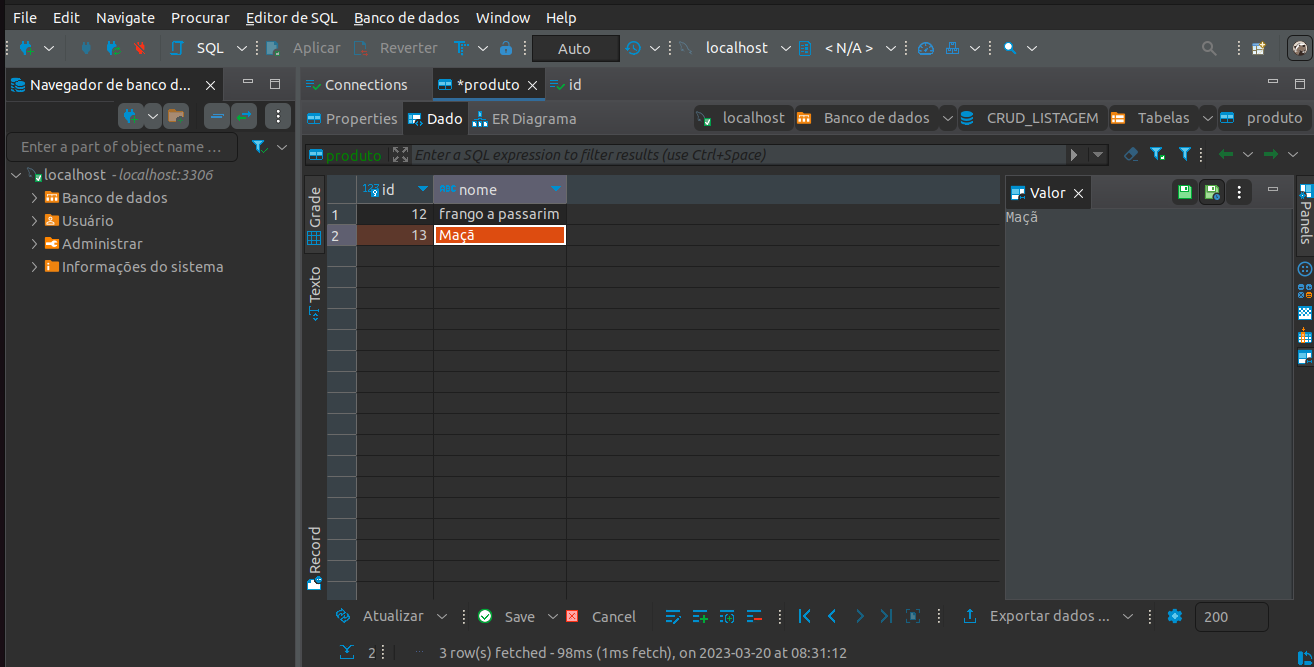 File Edit Navigate Procurar Editor de SQL Banco de dados Window Help
SQL Aplicar Reverter Auto localhost < N/A >
Navegador de banco d... Connections *produto id
Properties Dado ER Diagrama localhost Banco de dados CRUD_LISTAGEM Tabelas produto
Enter a part of object name ... produto Enter a SQL expression to filter results (use Ctrl+Space)
localhost - localhost:3306
Banco de dados
Usuário
Administrar
Informações do sistema
Grade
Texto
Record
123 id abc nome
1 12 frango a passarim
2 13 Maçã
Valor
Maçã
Panels
Atualizar Save Cancel Exportar dados ... 200
2 3 row(s) fetched - 98ms (1ms fetch), on 2023-03-20 at 08:31:12